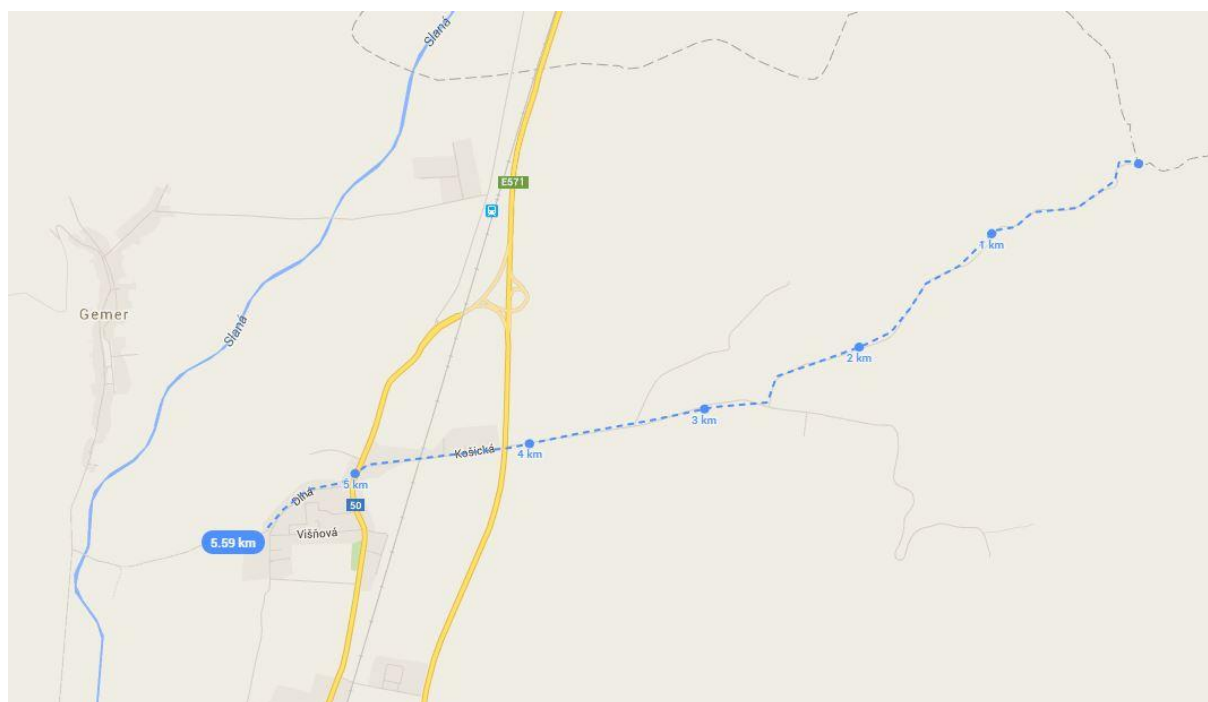 Slaná
E571
1 km
Slaná
Gemer
2 km
3 km
4 km
Košická
5 km
Dlhá
50
Višňová
5.59 km